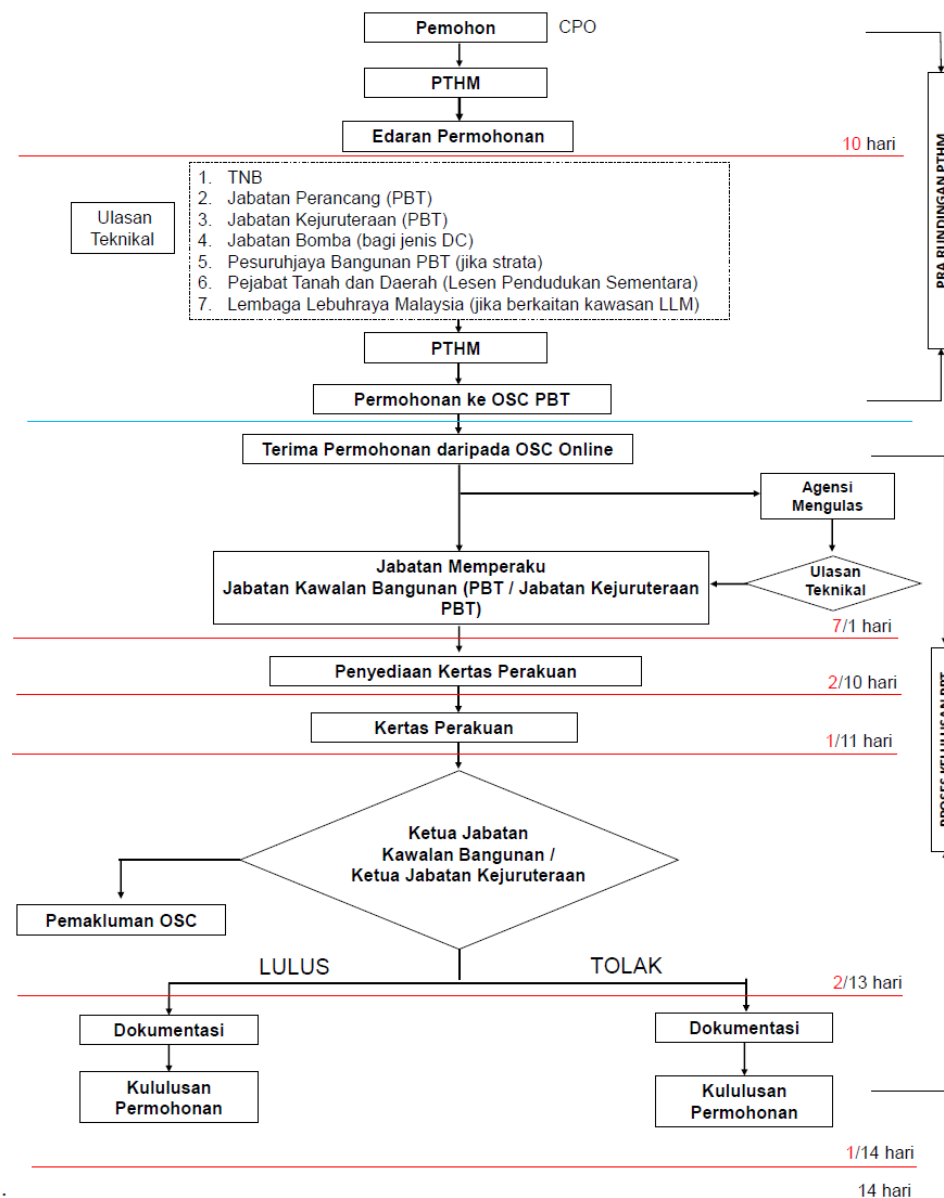 Pemohon
CPO
PTHM
Edaran Permohonan
10 hari
PRA RUNDINGAN PTHM
Ulasan
Teknikal
1. TNB
2. Jabatan Perancang (PBT)
3. Jabatan Kejuruteraan (PBT)
4. Jabatan Bomba (bagi jenis DC)
5. Pesuruhjaya Bangunan PBT (jika strata)
6. Pejabat Tanah dan Daerah (Lesen Pendudukan Sementara)
7. Lembaga Lebuhraya Malaysia (jika berkaitan kawasan LLM)
PTHM
Permohonan ke OSC PBT
Terima Permohonan daripada OSC Online
Agensi
Mengulas
Jabatan Memperaku
Jabatan Kawalan Bangunan (PBT / Jabatan Kejuruteraan
PBT)
Ulasan
Teknikal
7/1 hari
Penyediaan Kertas Perakuan
2/10 hari
Kertas Perakuan
1/11 hari
PROSES KELULUSAN PBT
Ketua Jabatan
Kawalan Bangunan /
Ketua Jabatan Kejuruteraan
Pemakluman OSC
LULUS
TOLAK
2/13 hari
Dokumentasi
Dokumentasi
Kululusan
Permohonan
Kululusan
Permohonan
1/14 hari
14 hari
.